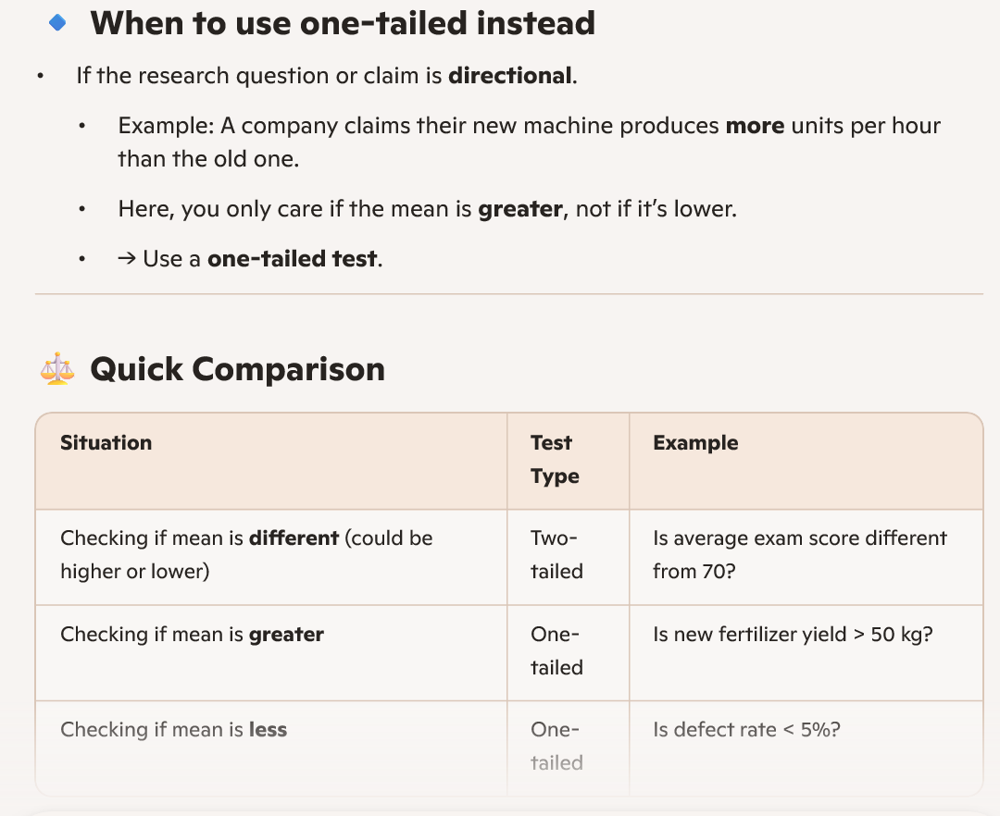 When to use one-tailed instead
• If the research question or claim is directional.
• Example: A company claims their new machine produces more units per hour
than the old one.
• Here, you only care if the mean is greater, not if it’s lower.
• → Use a one-tailed test.
Quick Comparison
Situation
Test
Type
Example
Checking if mean is different (could be
higher or lower)
Two-
tailed
Is average exam score different
from 70?
Checking if mean is greater
One-
tailed
Is new fertilizer yield > 50 kg?
Checking if mean is less
One-
tailed
Is defect rate < 5%?